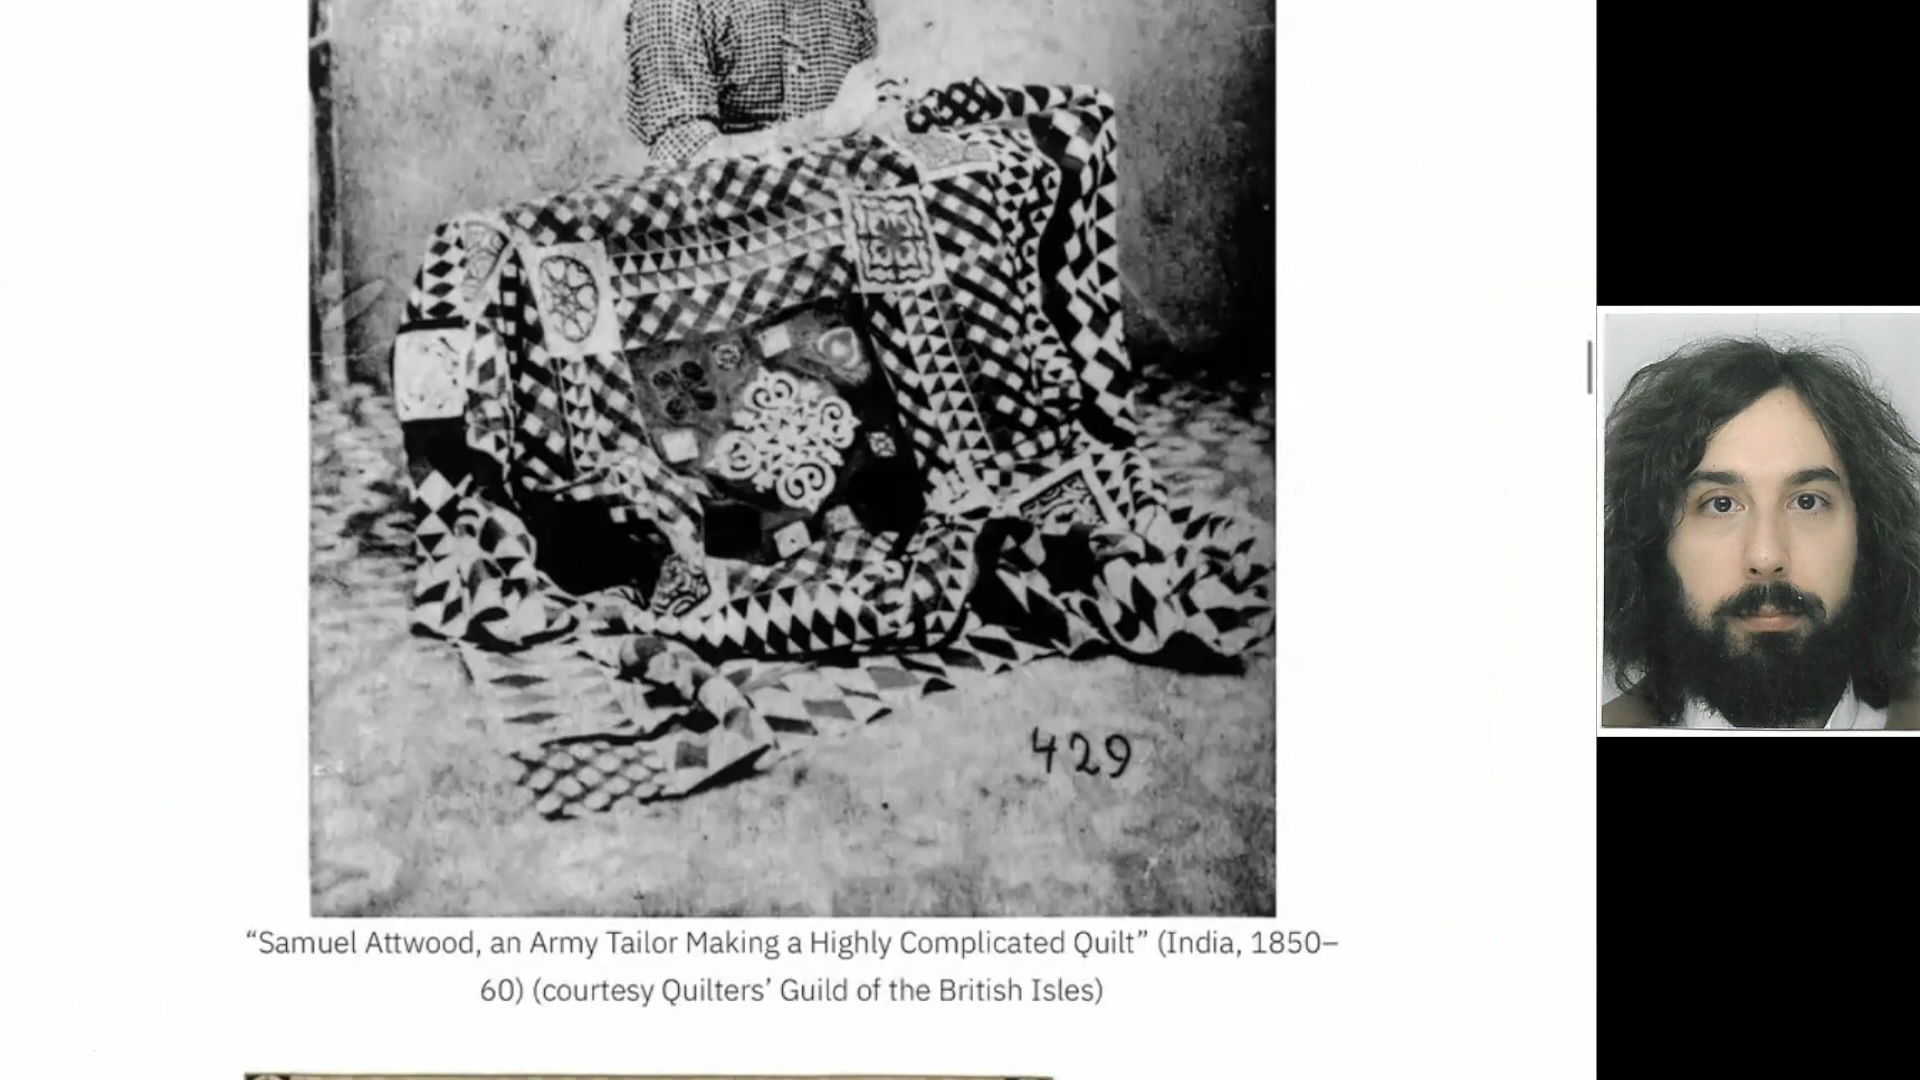 429
“Samuel Attwood, an Army Tailor Making a Highly Complicated Quilt” (India, 1850–
60) (courtesy Quilters’ Guild of the British Isles)